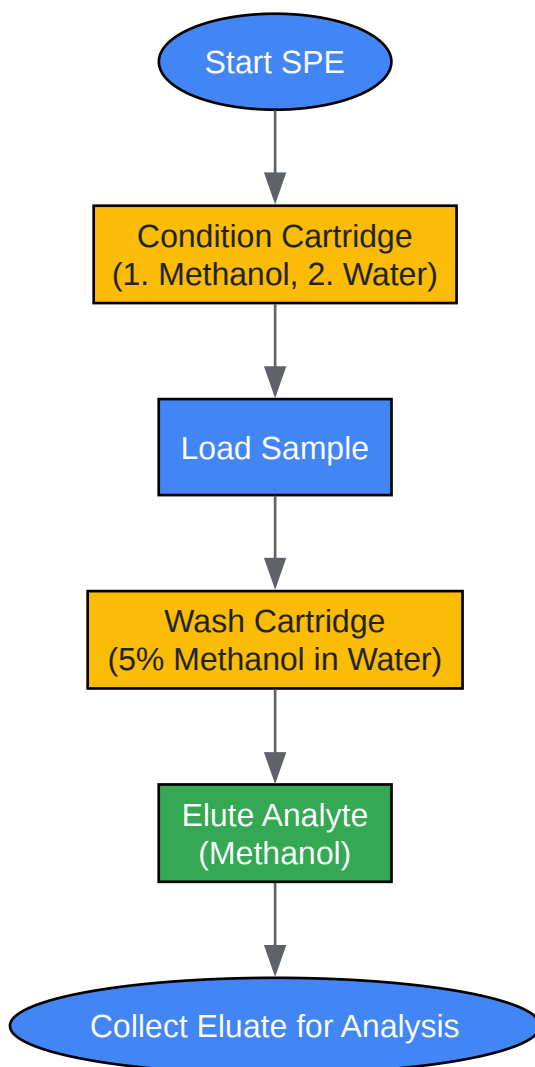 Start SPE
Condition Cartridge
(1. Methanol, 2. Water)
Load Sample
Wash Cartridge
(5% Methanol in Water)
Elute Analyte
(Methanol)
Collect Eluate for Analysis